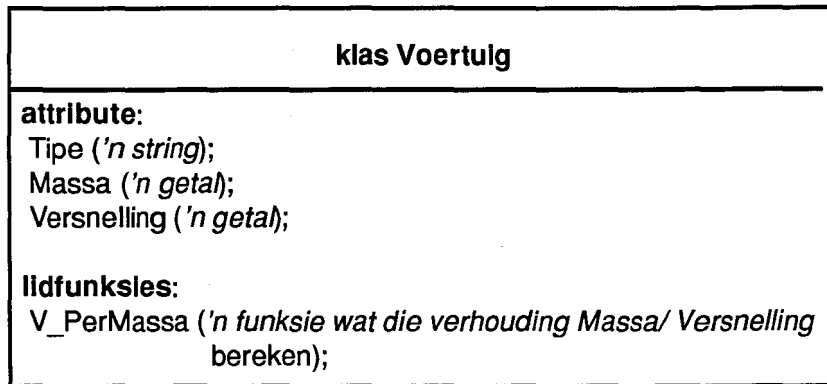 klas Voertuig
attribute:
Tipe ('n string);
Massa ('n getal);
Versnelling ('n getal);
lidfunksies:
V_PerMassa ('n funksie wat die verhouding Massa/ Versnelling
bereken);